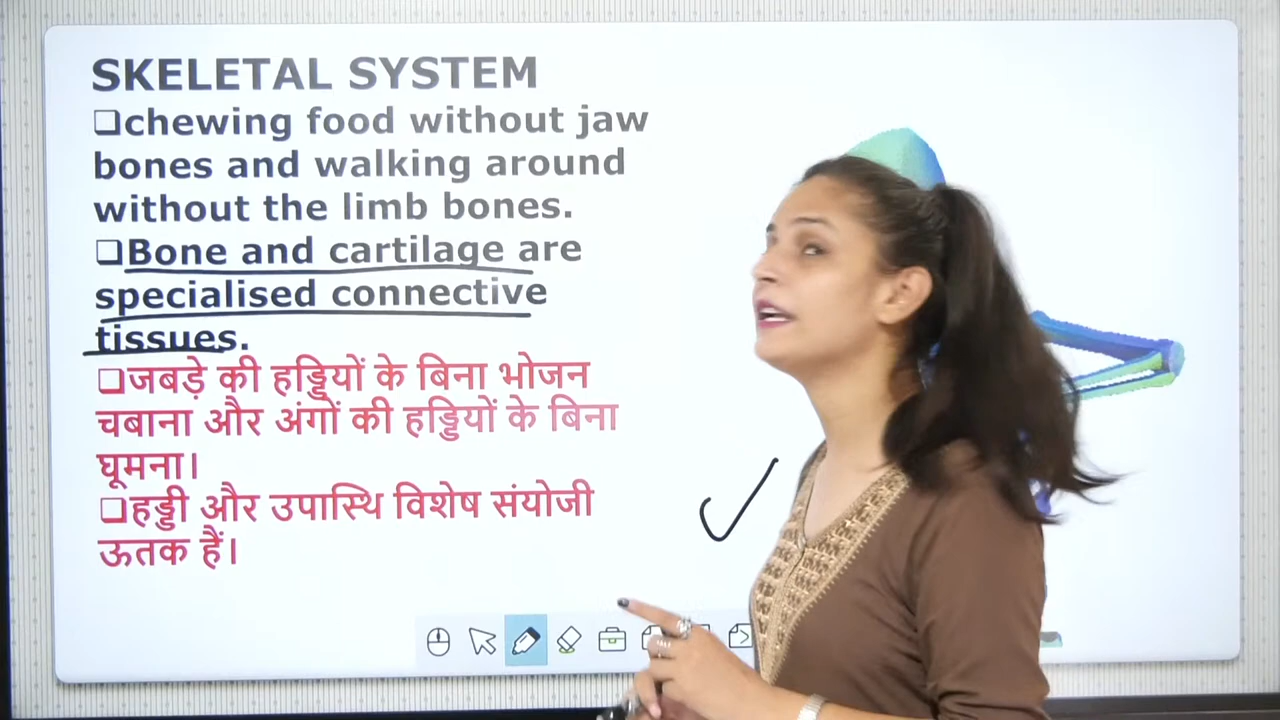 SKELETAL SYSTEM
❑chewing food without jaw
bones and walking around
without the limb bones.
❑Bone and cartilage are
specialised connective
tissues.
❑जबड़े की हड्डियों के बिना भोजन
चबाना और अंगों की हड्डियों के बिना
घूमना।
❑हड्डी और उपास्थि विशेष संयोजी
ऊतक हैं।